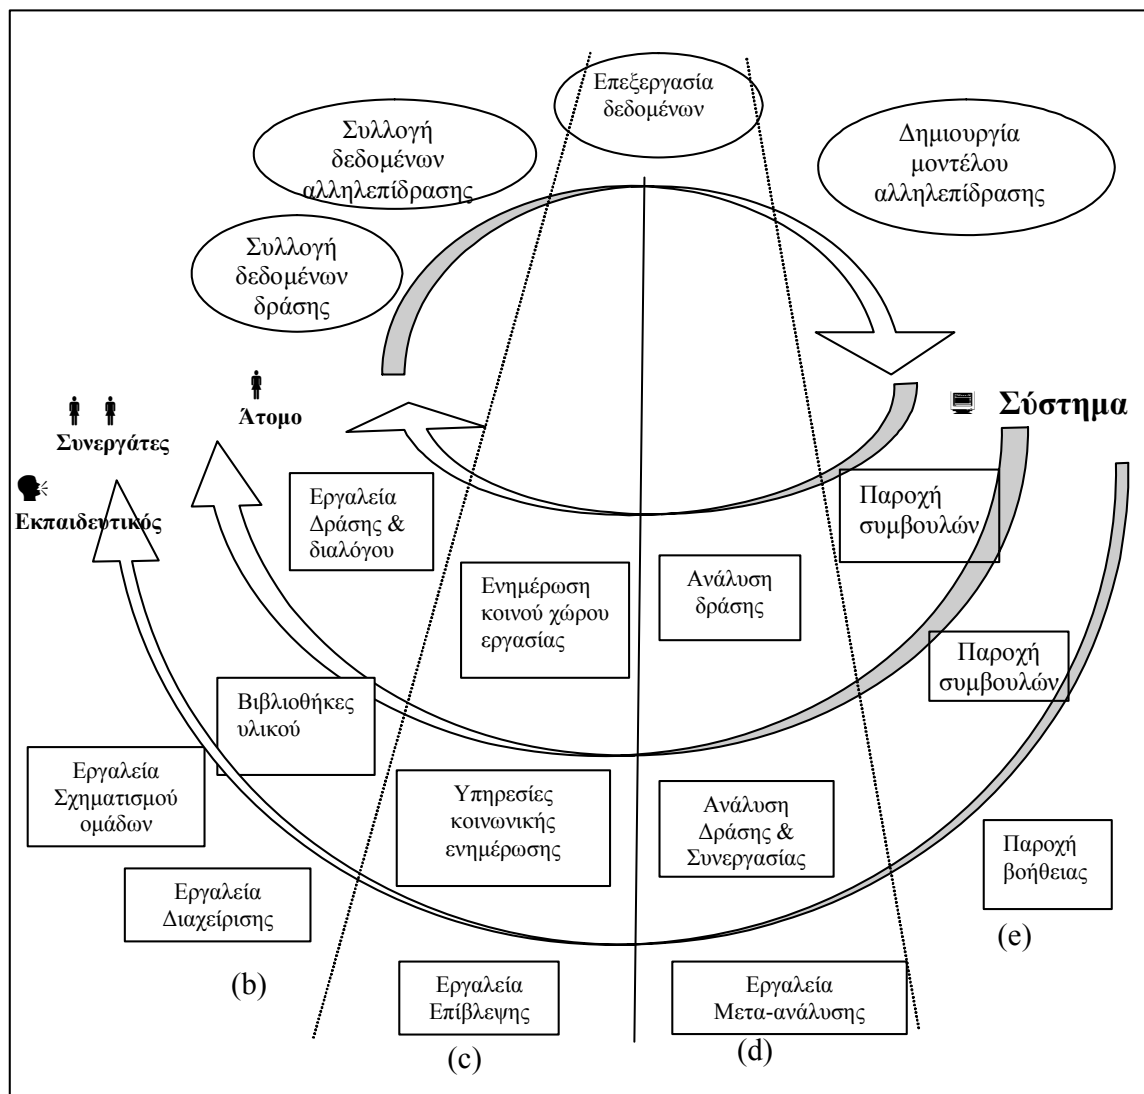 Επεξεργασία
δεδομένων
Συλλογή
δεδομένων
αλληλεπίδρασης
Δημιουργία
μοντέλου
αλληλεπίδρασης
Συλλογή
δεδομένων
δράσης
Άτομο
Συνεργάτες
Εκπαιδευτικός
Σύστημα
Εργαλεία
Δράσης &
διαλόγου
Παροχή
συμβουλών
Ενημέρωση
κοινού χώρου
εργασίας
Ανάλυση
δράσης
Παροχή
συμβουλών
Βιβλιοθήκες
υλικού
Εργαλεία
Σχηματισμού
ομάδων
Υπηρεσίες
κοινωνικής
ενημέρωσης
Ανάλυση
Δράσης &
Συνεργασίας
Παροχή
βοήθειας
Εργαλεία
Διαχείρισης
(e)
(b)
Εργαλεία
Επίβλεψης
Εργαλεία
Μετα-ανάλυσης
(c)
(d)